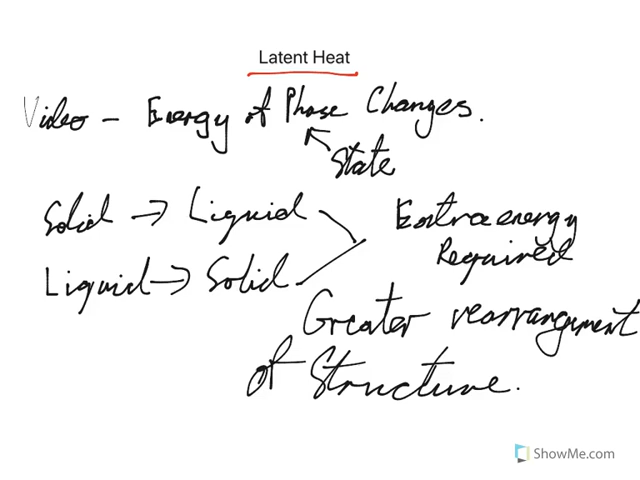 Latent Heat
Video - Energy of Phase Changes.
State
Solid → Liquid
Extra energy
Required
Liquid → Solid
Greater rearrangement
of Structure.
ShowMe.com